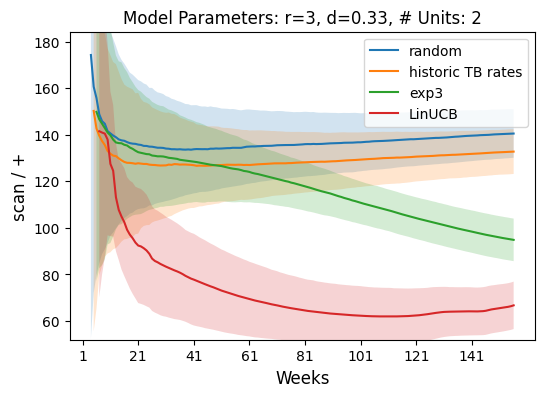 Model Parameters: r=3, d=0.33, # Units: 2
random
historic TB rates
exp3
LinUCB
scan / +
180
160
140
120
100
80
60
1 21 41 61 81 101 121 141
Weeks